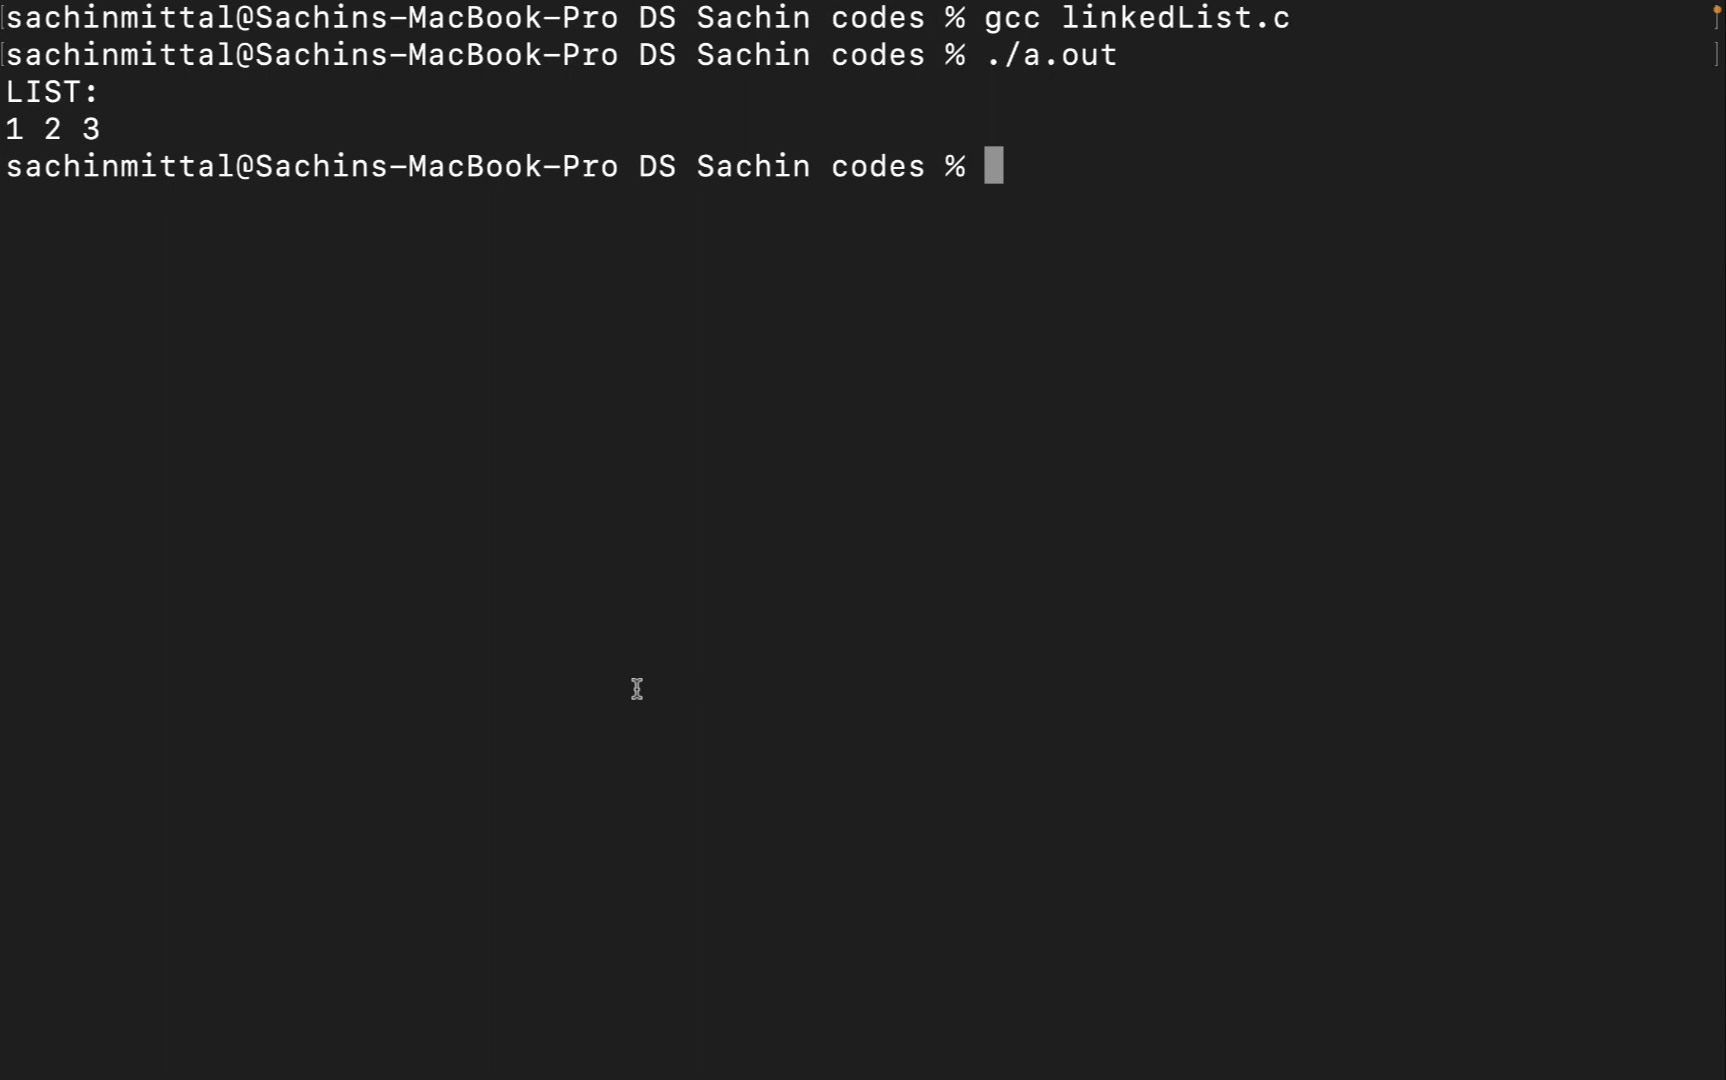 sachinmittal@Sachins-MacBook-Pro DS Sachin codes % gcc linkedList.c
sachinmittal@Sachins-MacBook-Pro DS Sachin codes % ./a.out
LIST:
1 2 3
sachinmittal@Sachins-MacBook-Pro DS Sachin codes %